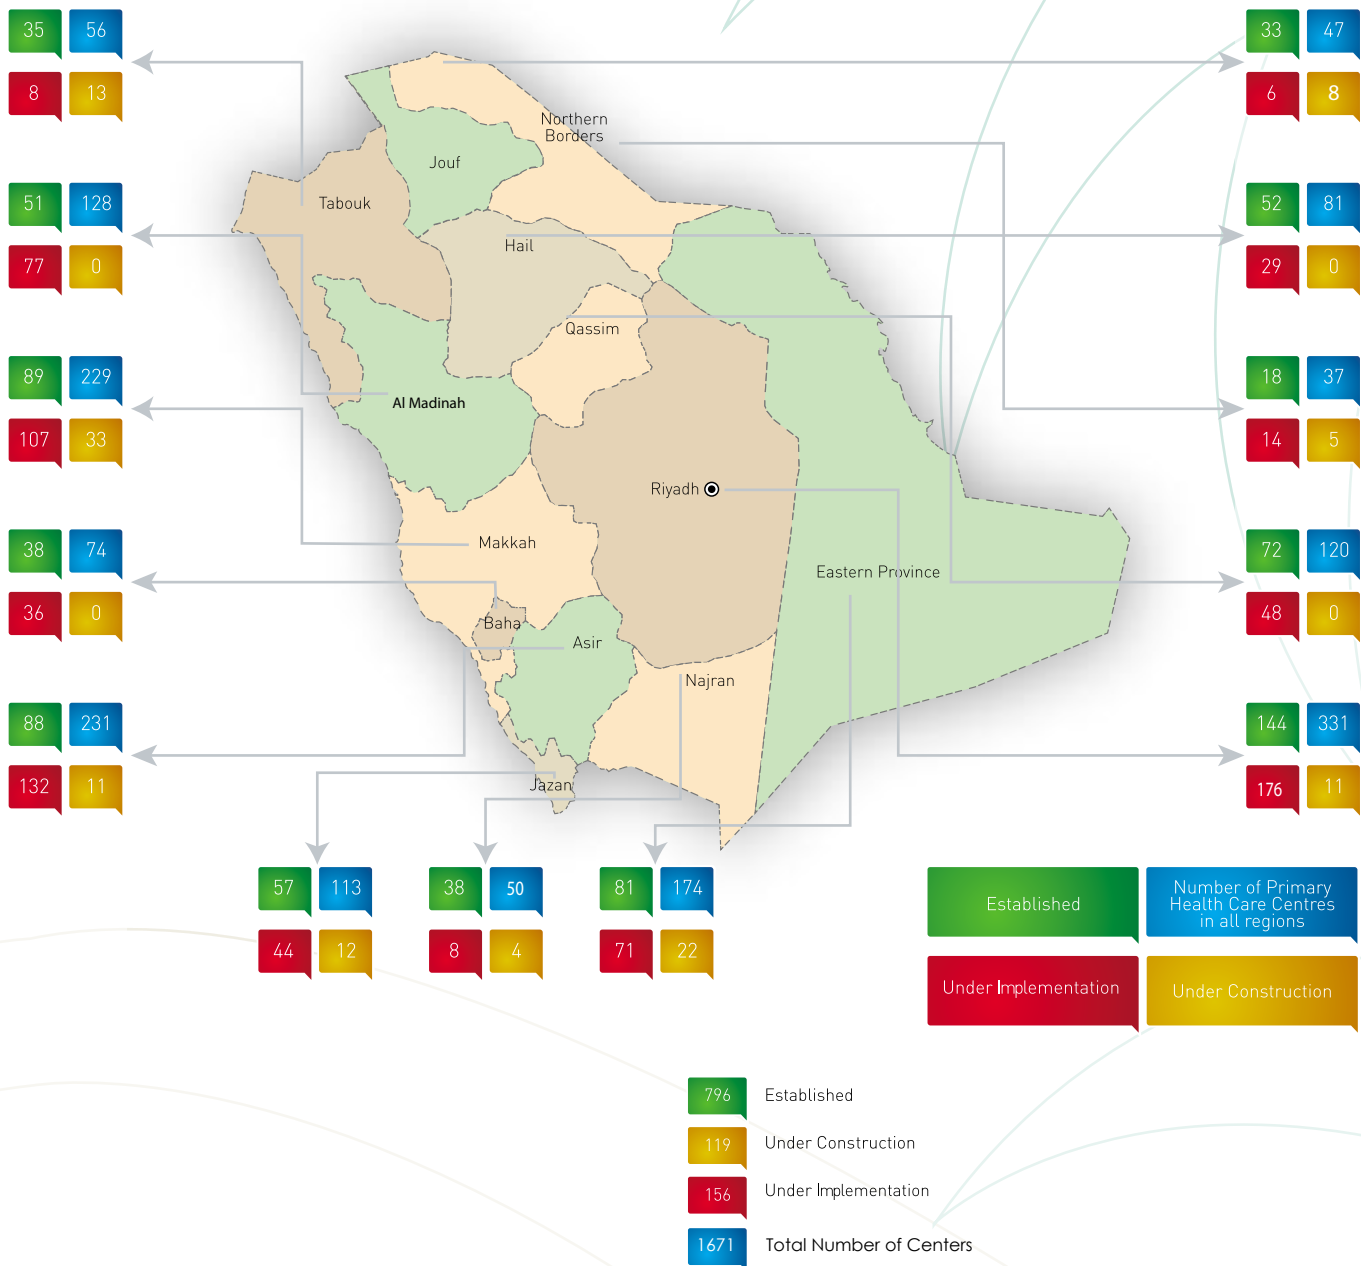 35 56
8 13
33 47
6 8
Northern
Borders
Jouf
Tabouk
51 128
77 0
52 81
29 0
Hail
Qassim
89 229
107 33
18 37
14 5
Al Madinah
Riyadh
38 74
36 0
Makkah
72 120
48 0
Eastern Province
Baha
Asir
Najran
88 231
132 11
144 331
176 11
Jazan
57 113
44 12
38 50
8 4
81 174
71 22
Established
Number of Primary
Health Care Centres
in all regions
Under Implementation
Under Construction
796 Established
119 Under Construction
156 Under Implementation
1671 Total Number of Centers